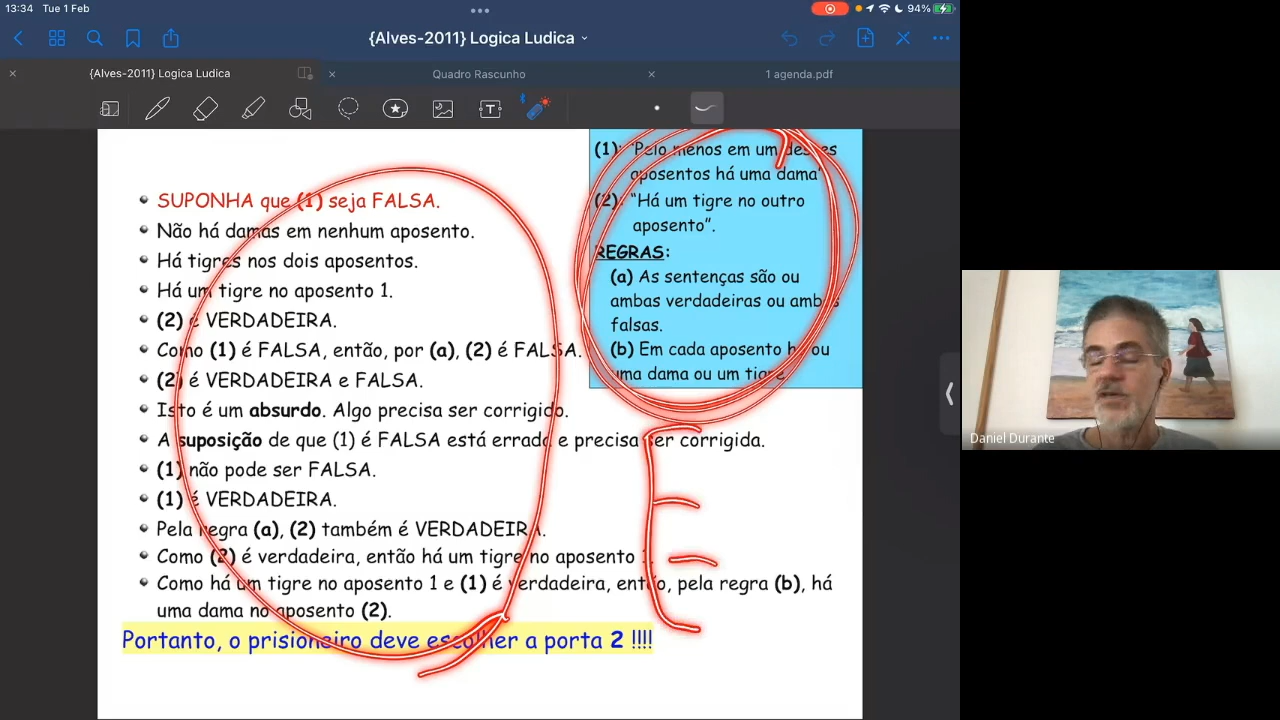 13:34 Tue 1 Feb
94%
{Alves-2011} Logica Ludica
{Alves-2011} Logica Ludica
Quadro Rascunho
1 agenda.pdf
T
(1): "Pelo menos em um desses
aposentos há uma dama"
(2): "Há um tigre no outro
aposento".
REGRAS:
(a) As sentenças são ou
ambas verdadeiras ou ambas
falsas.
(b) Em cada aposento há ou
uma dama ou um tigre
SUPONHA que (1) seja FALSA.
Não há damas em nenhum aposento.
Há tigres nos dois aposentos.
Há um tigre no aposento 1.
(2) é VERDADEIRA.
Como (1) é FALSA, então, por (a), (2) é FALSA.
(2) é VERDADEIRA e FALSA.
Isto é um absurdo. Algo precisa ser corrigido.
A suposição de que (1) é FALSA está errada e precisa ser corrigida.
(1) não pode ser FALSA.
(1) é VERDADEIRA.
Pela regra (a), (2) também é VERDADEIRA.
Como (2) é verdadeira, então há um tigre no aposento 1.
Como há um tigre no aposento 1 e (1) é verdadeira, então, pela regra (b), há
uma dama no aposento (2).
Portanto, o prisioneiro deve escolher a porta 2 !!!!
Daniel Durante